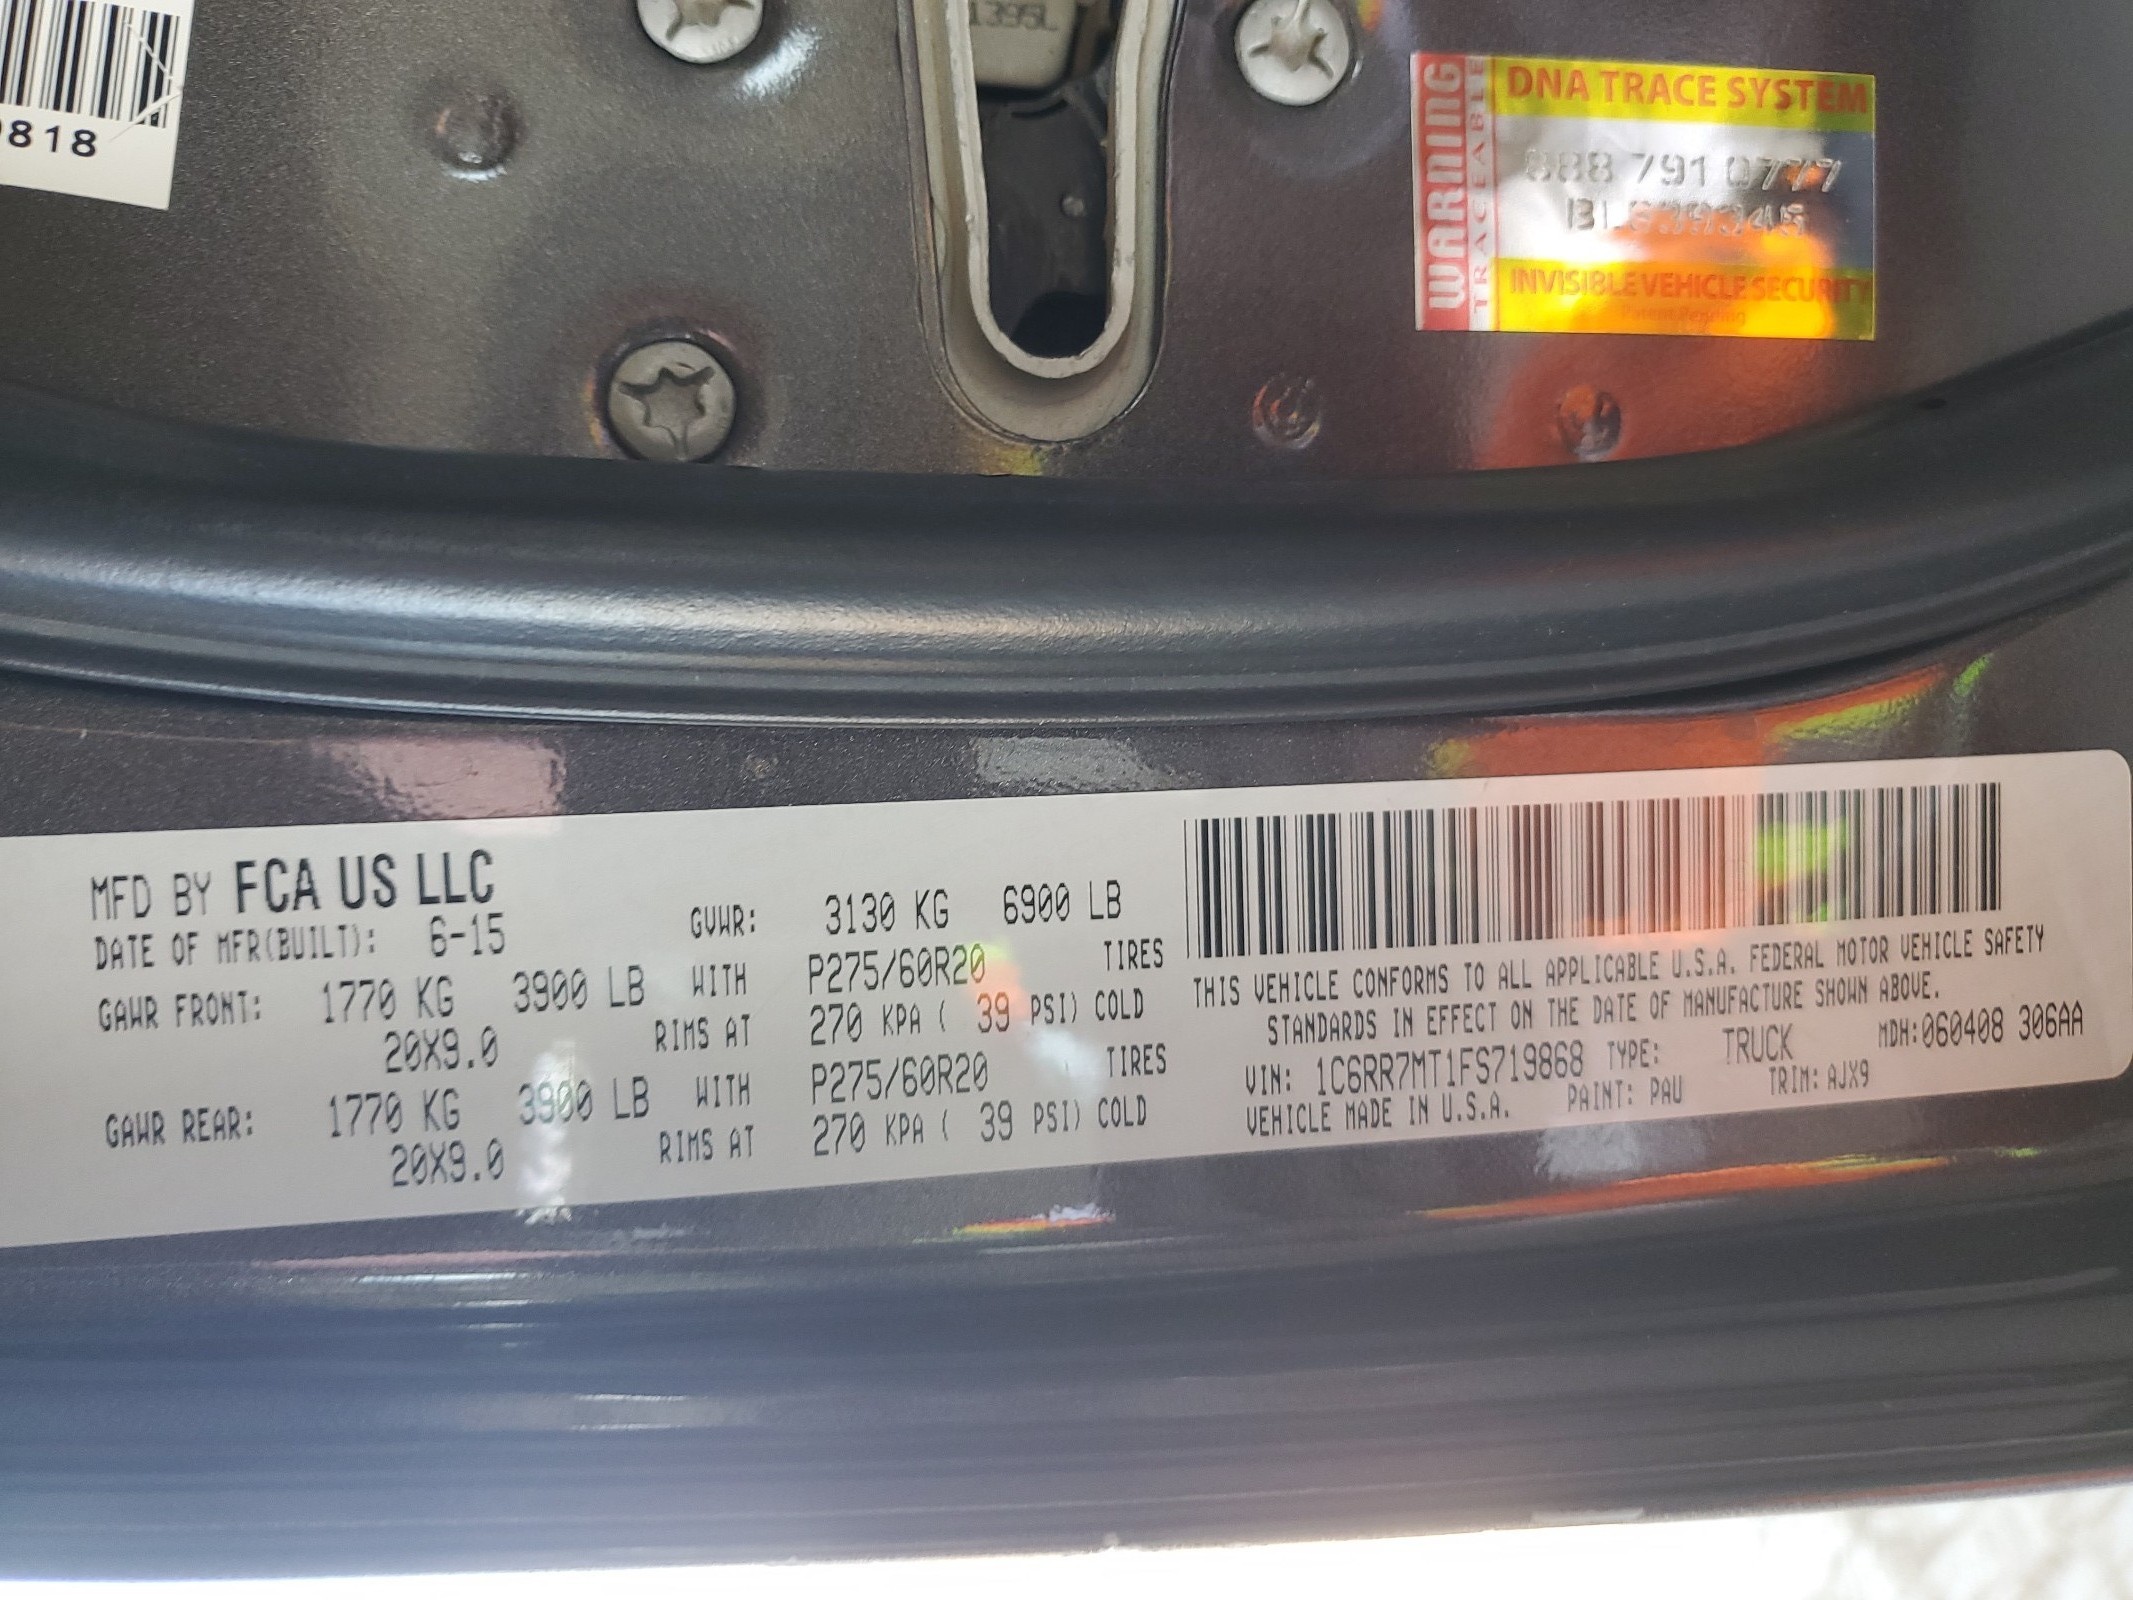 818
1395L
WARNING
TRACEABLE
DNA TRACE SYSTEM
888 791 0777
INVISIBLE VEHICLE SECURITY
Patent Pending
MFD BY FCA US LLC
DATE OF MFR(BUILT): 6-15
GVWR: 3130 KG 6900 LB
GAWR FRONT: 1770 KG 3900 LB WITH P275/60R20 TIRES
20X9.0 RIMS AT 270 KPA ( 39 PSI) COLD
GAWR REAR: 1770 KG 3900 LB WITH P275/60R20 TIRES
20X9.0 RIMS AT 270 KPA ( 39 PSI) COLD
THIS VEHICLE CONFORMS TO ALL APPLICABLE U.S.A. FEDERAL MOTOR VEHICLE SAFETY
STANDARDS IN EFFECT ON THE DATE OF MANUFACTURE SHOWN ABOVE.
VIN: 1C6RR7MT1FS719868 TYPE: TRUCK MDH:060408 306AA
VEHICLE MADE IN U.S.A. PAINT: PAU TRIM: AJX9